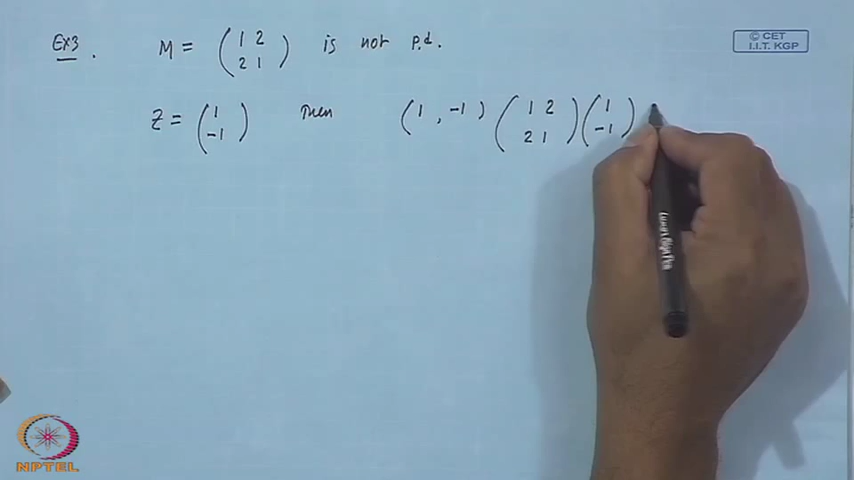 Ex3. M = (1 2 2 1) is not p.d.
Z = (1 -1) Then (1, -1) (1 2 2 1) (1 -1)
© CET
I.I.T. KGP
Luxor
NPTEL